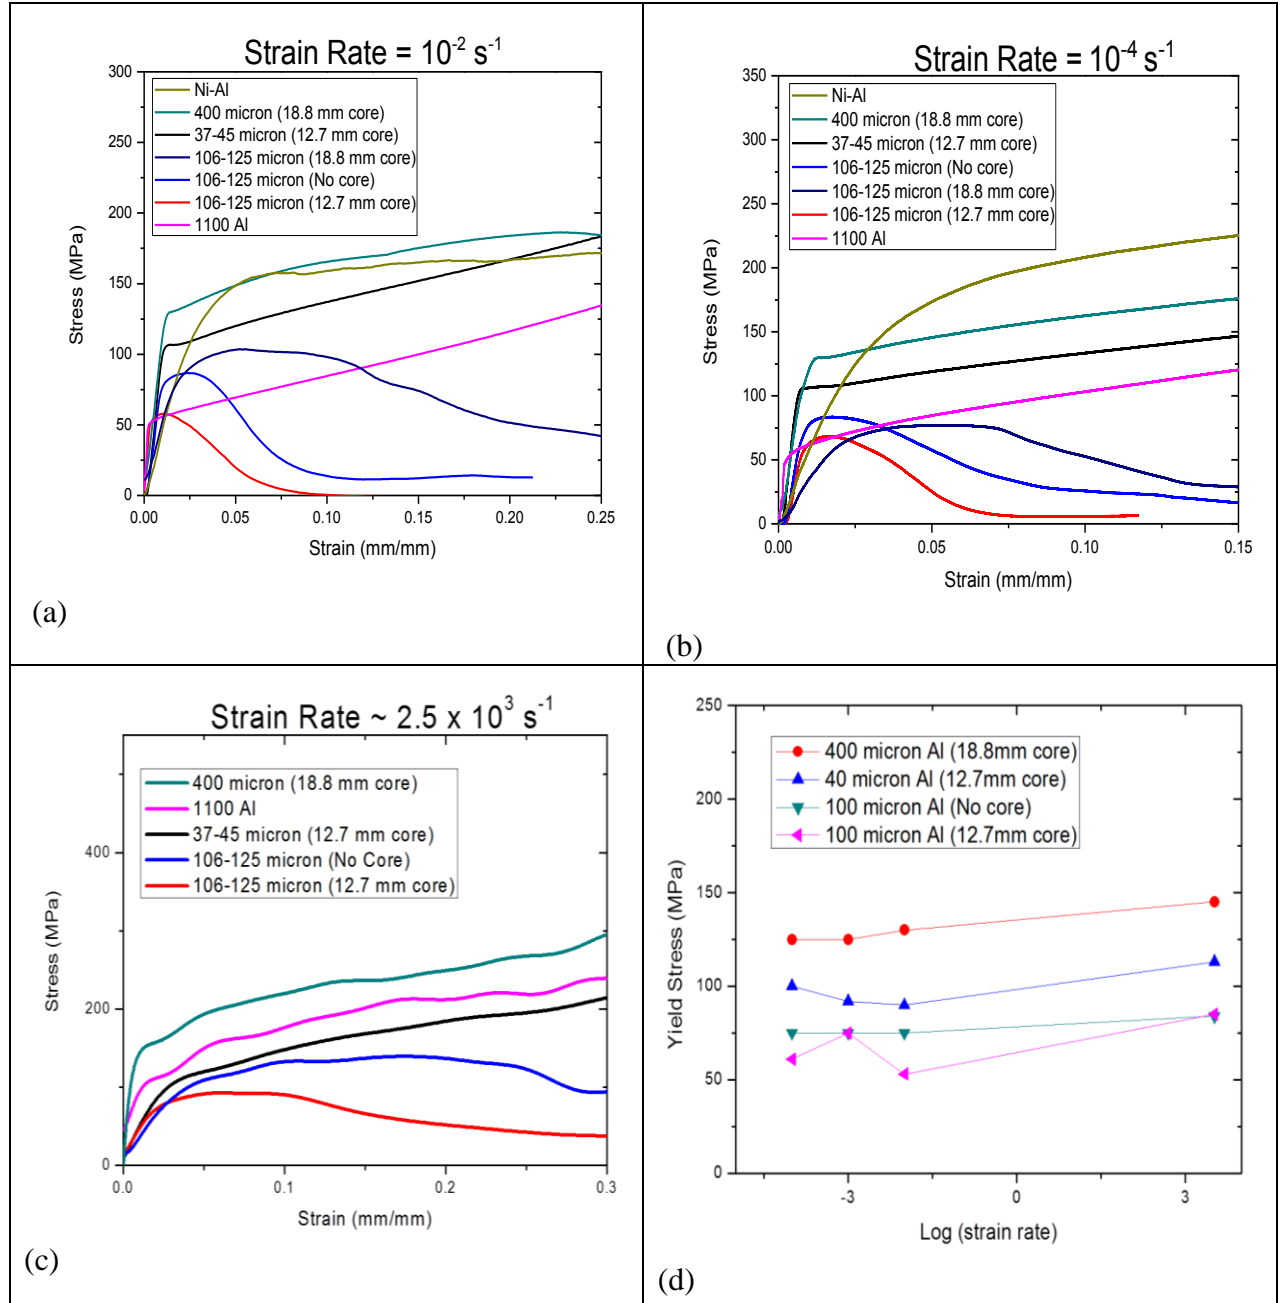 Strain Rate = 10⁻² s⁻¹
300
250
200
150
100
50
0
Stress (MPa)
Ni-Al
400 micron (18.8 mm core)
37-45 micron (12.7 mm core)
106-125 micron (18.8 mm core)
106-125 micron (No core)
106-125 micron (12.7 mm core)
1100 Al
0.00 0.05 0.10 0.15 0.20 0.25
Strain (mm/mm)
(a)
Strain Rate = 10⁻⁴ s⁻¹
350
300
250
200
150
100
50
0
Stress (MPa)
Ni-Al
400 micron (18.8 mm core)
37-45 micron (12.7 mm core)
106-125 micron (No core)
106-125 micron (18.8 mm core)
106-125 micron (12.7 mm core)
1100 Al
0.00 0.05 0.10 0.15
Strain (mm/mm)
(b)
Strain Rate ~ 2.5 x 10³ s⁻¹
400
200
0
Stress (MPa)
400 micron (18.8 mm core)
1100 Al
37-45 micron (12.7 mm core)
106-125 micron (No Core)
106-125 micron (12.7 mm core)
0.0 0.1 0.2 0.3
Strain (mm/mm)
(c)
250
200
150
100
50
0
Yield Stress (MPa)
400 micron Al (18.8mm core)
40 micron Al (12.7mm core)
100 micron Al (No core)
100 micron Al (12.7mm core)
-3 0 3
Log (strain rate)
(d)